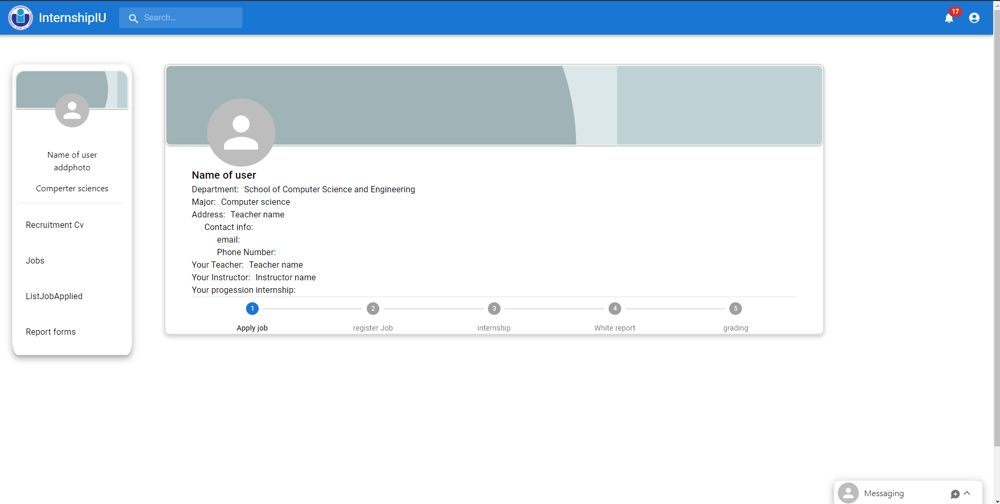 InternshipIU
Search...
17
Name of user
addphoto
Comperter sciences
Recruitment Cv
Jobs
ListJobApplied
Report forms
Name of user
Department: School of Computer Science and Engineering
Major: Computer science
Address: Teacher name
Contact info:
email:
Phone Number:
Your Teacher: Teacher name
Your Instructor: Instructor name
Your progession internship:
1 2 3 4 5
Apply job register Job internship White report grading
Messaging